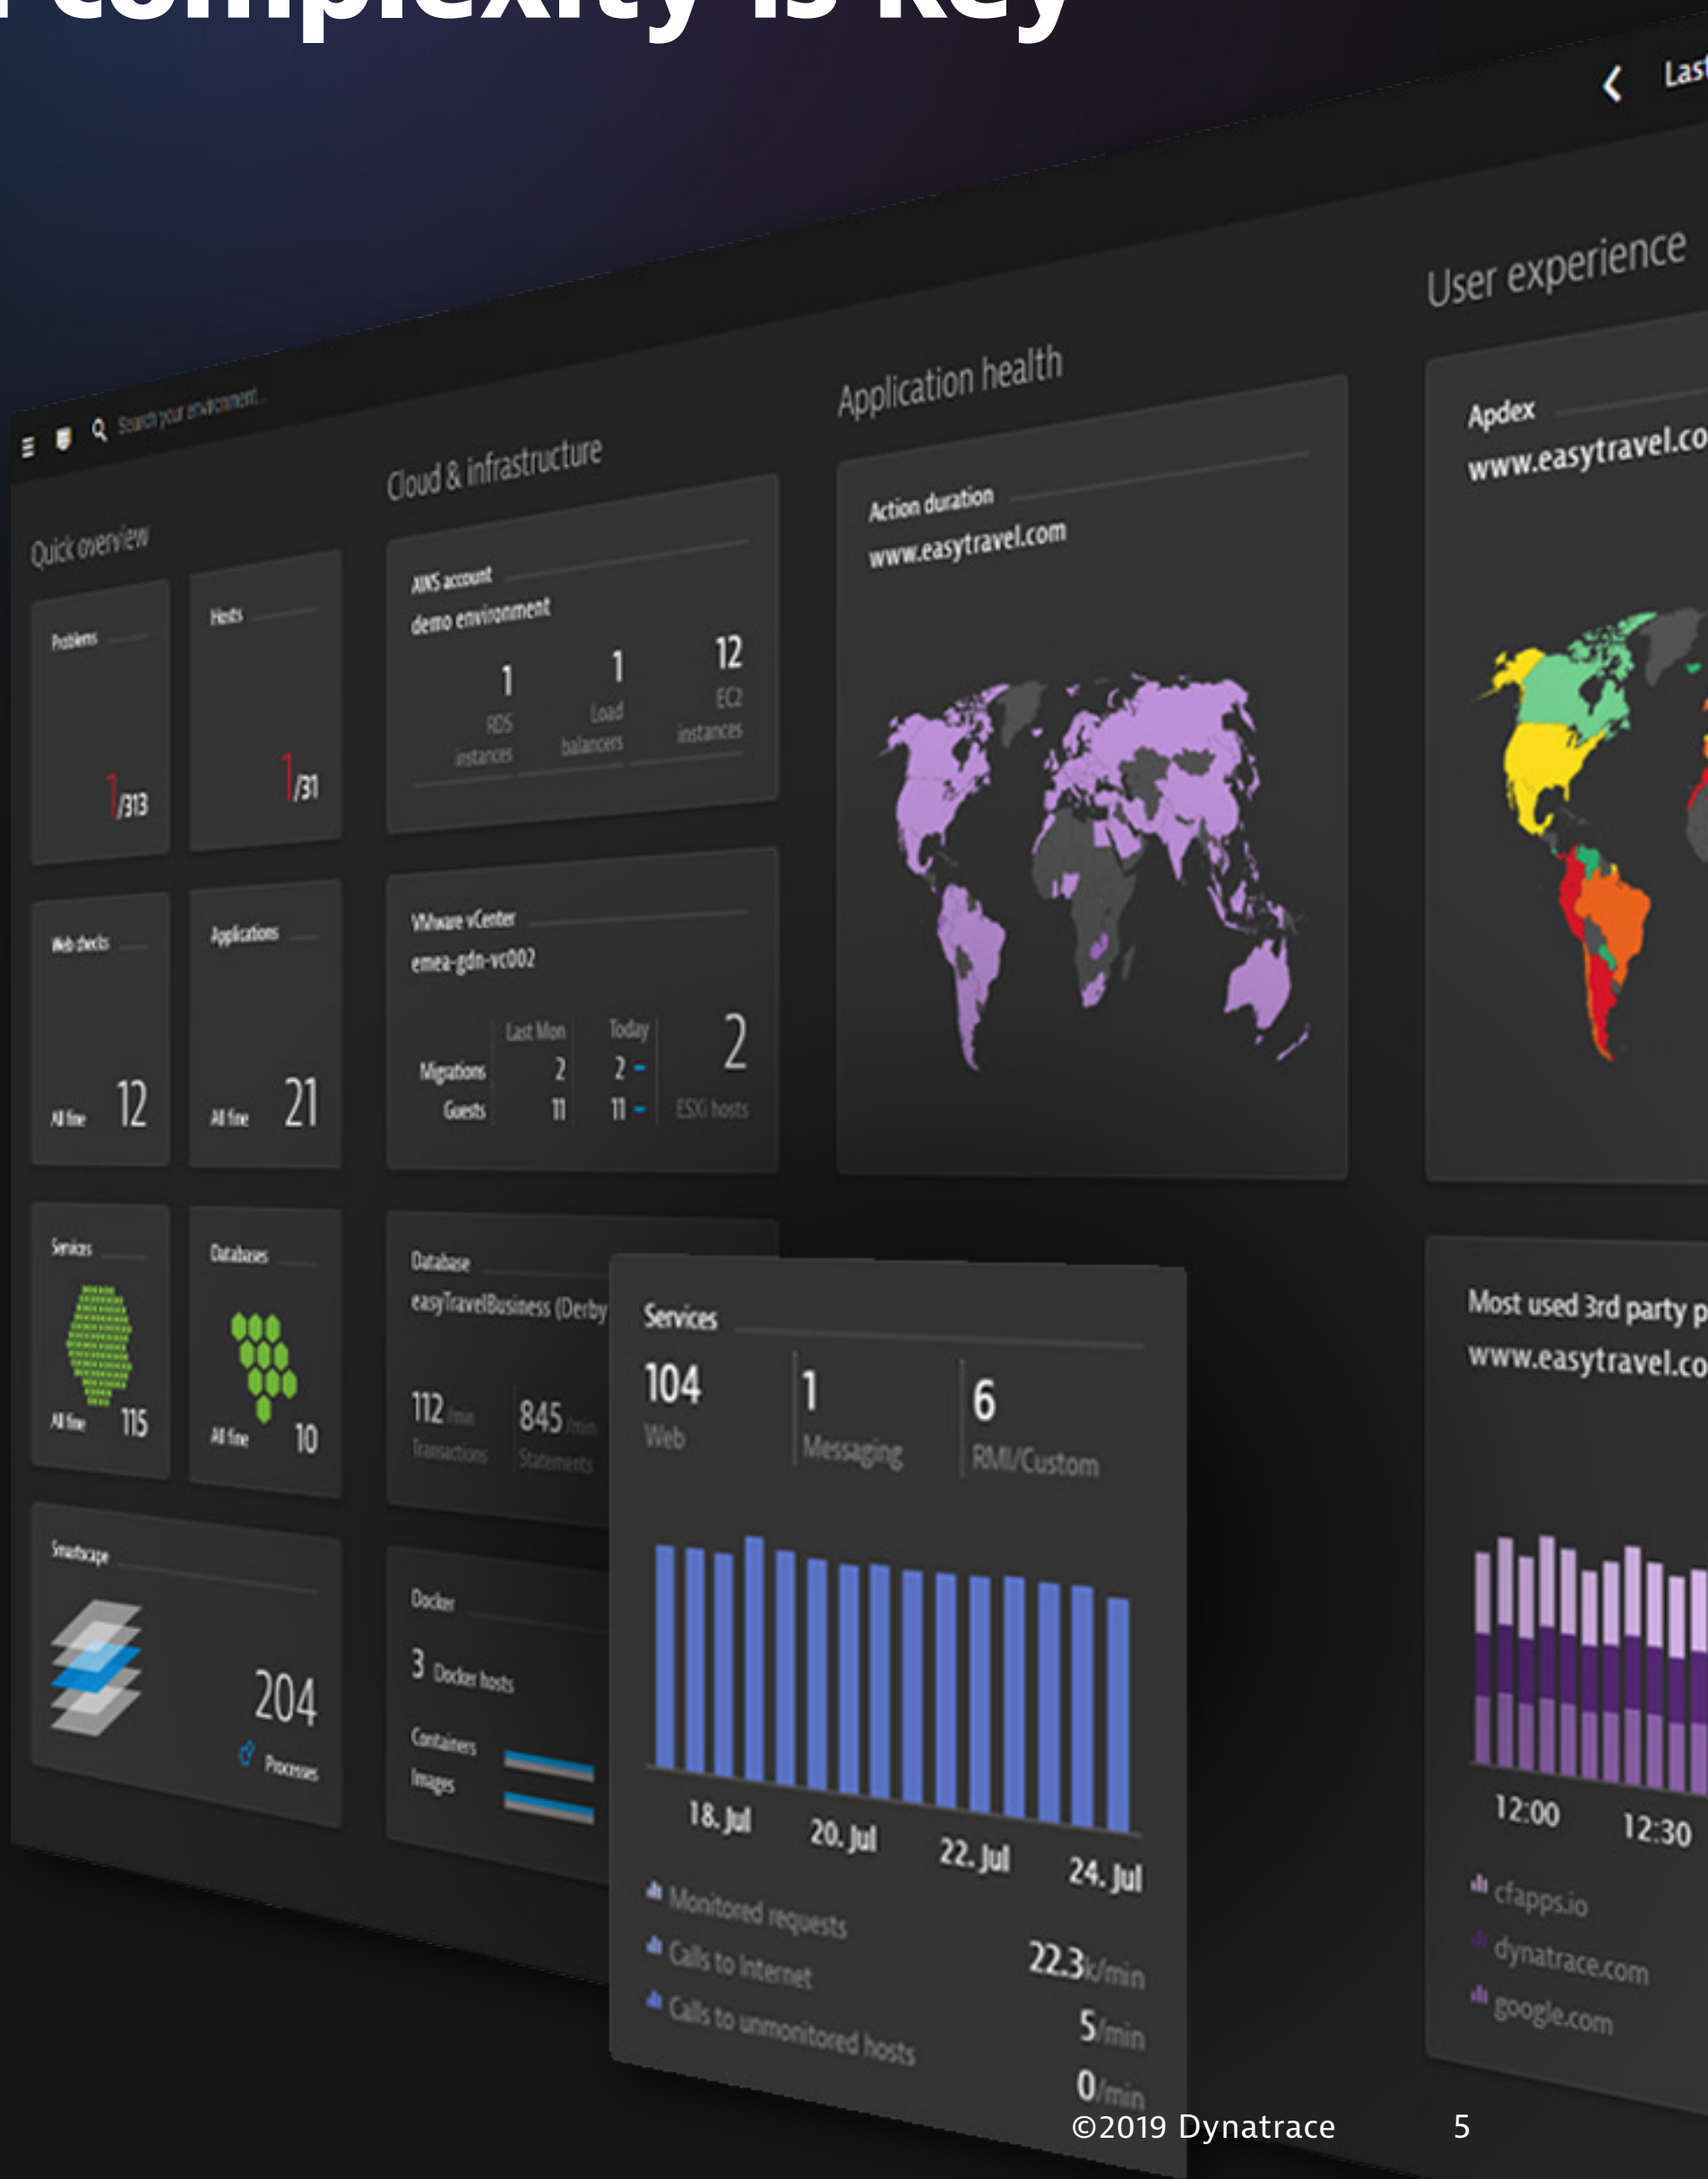 complexity is key
Last
Search your environment...
Quick overview
Problems
1/313
Hosts
1/31
Web checks
All fine 12
Applications
All fine 21
Services
All fine 115
Databases
All fine 10
Smartscape
204
Processes
Cloud & infrastructure
AWS account
demo environment
1 1 12
RDS instances
Load balancers
EC2 instances
VMware vCenter
emea-gdn-vc002
Last Mon Today 2
Migrations 2 2 -
Guests 11 11 - ESXi hosts
Database
easyTravelBusiness (Derby
112 /min 845 /min
Transactions Statements
Docker
3 Docker hosts
Containers
Images
Services
104 1 6
Web Messaging RMI/Custom
18. Jul 20. Jul 22. Jul 24. Jul
Monitored requests 22.3k/min
Calls to Internet 5/min
Calls to unmonitored hosts 0/min
Application health
Action duration
www.easytravel.com
User experience
Apdex
www.easytravel.co
Most used 3rd party p
www.easytravel.co
12:00 12:30
cfapps.io
dynatrace.com
google.com
©2019 Dynatrace 5